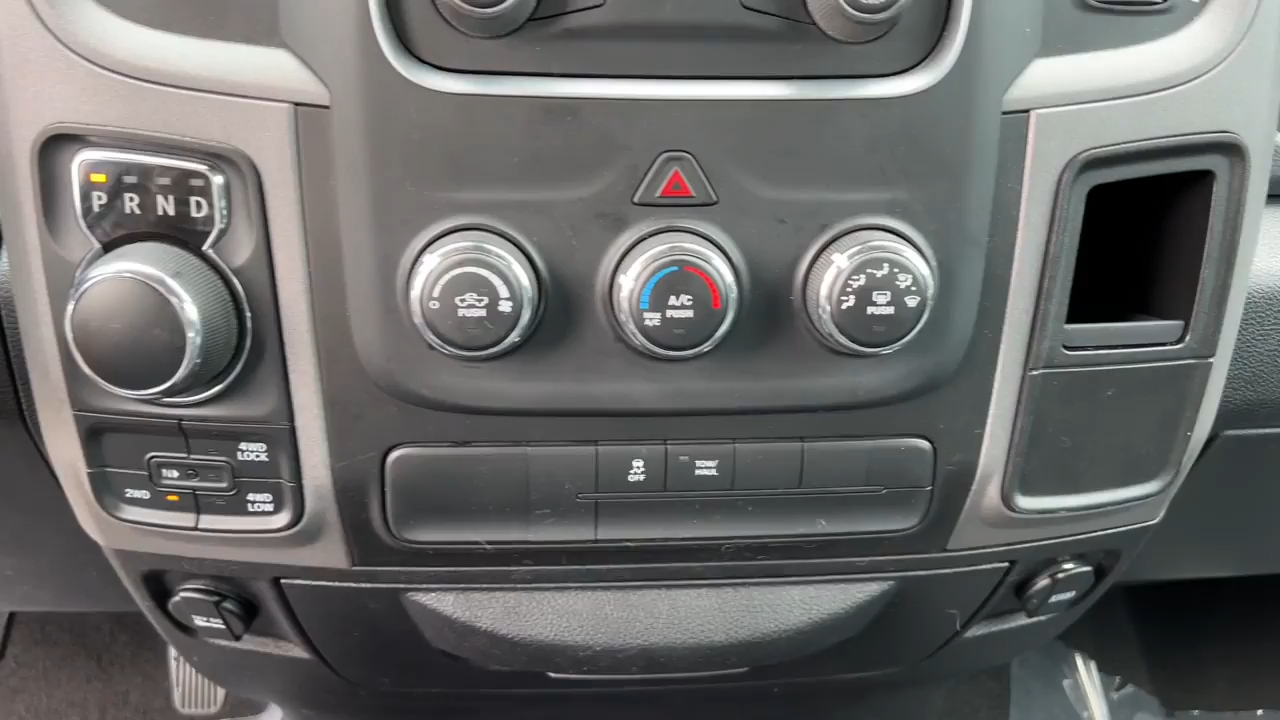 P R N D
PUSH
A/C
PUSH
MAX
A/C
PUSH
4WD
LOCK
N
2WD
4WD
LOW
OFF
TOW/
HAUL